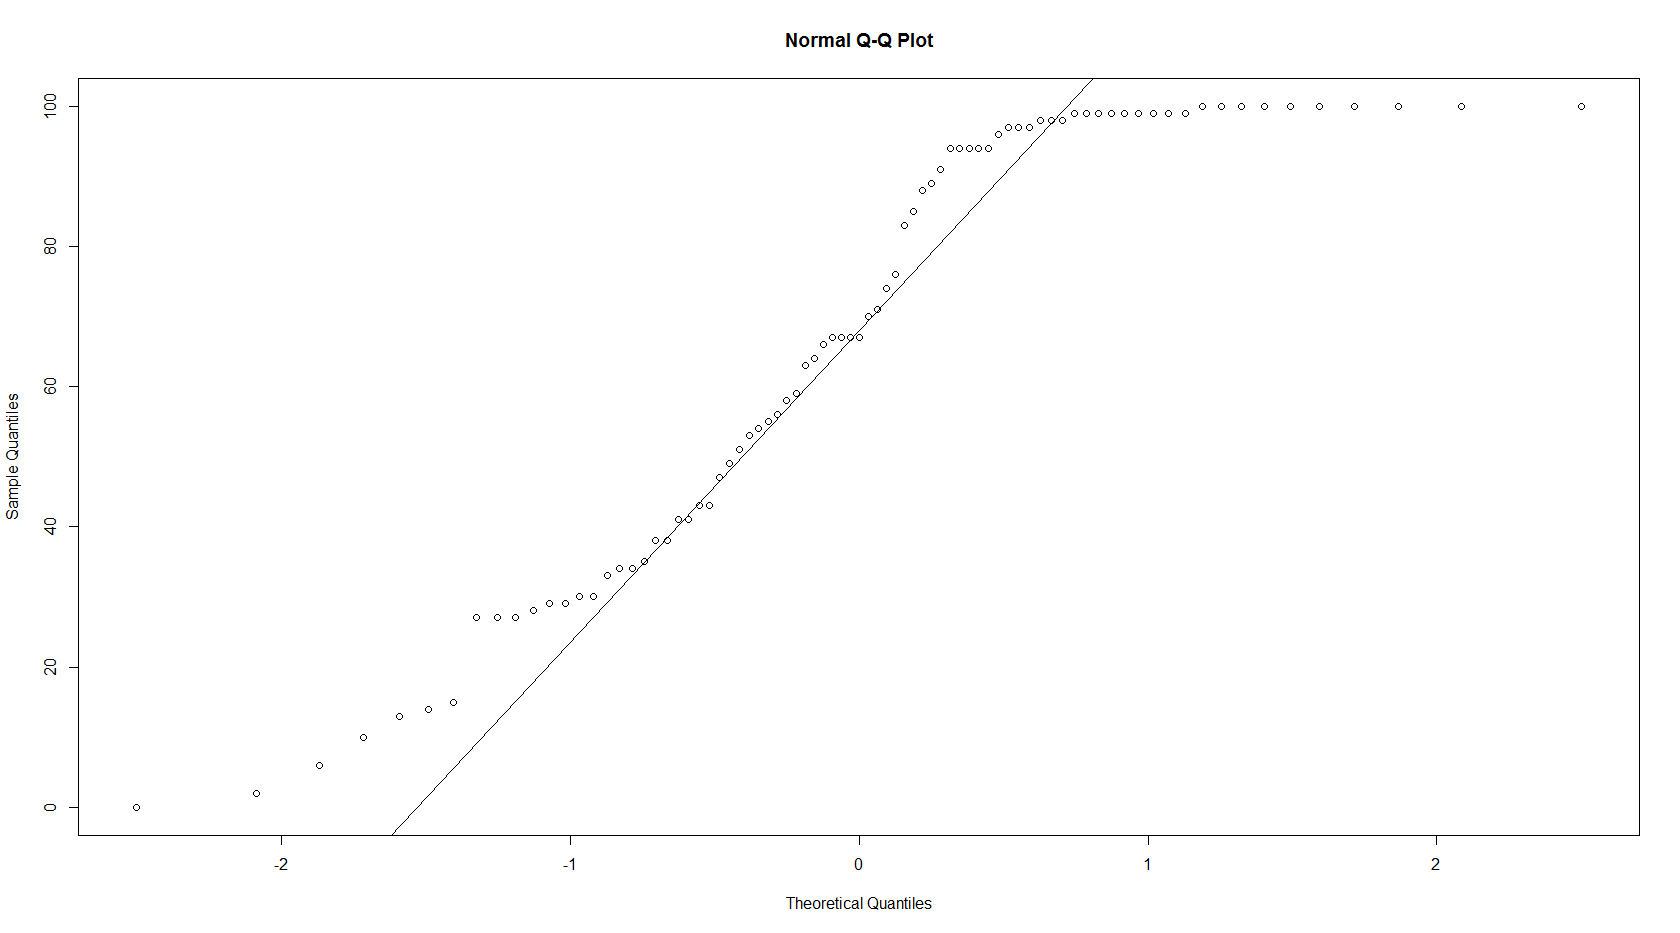 Normal Q-Q Plot
100
80
60
40
20
0
Sample Quantiles
-2 -1 0 1 2
Theoretical Quantiles